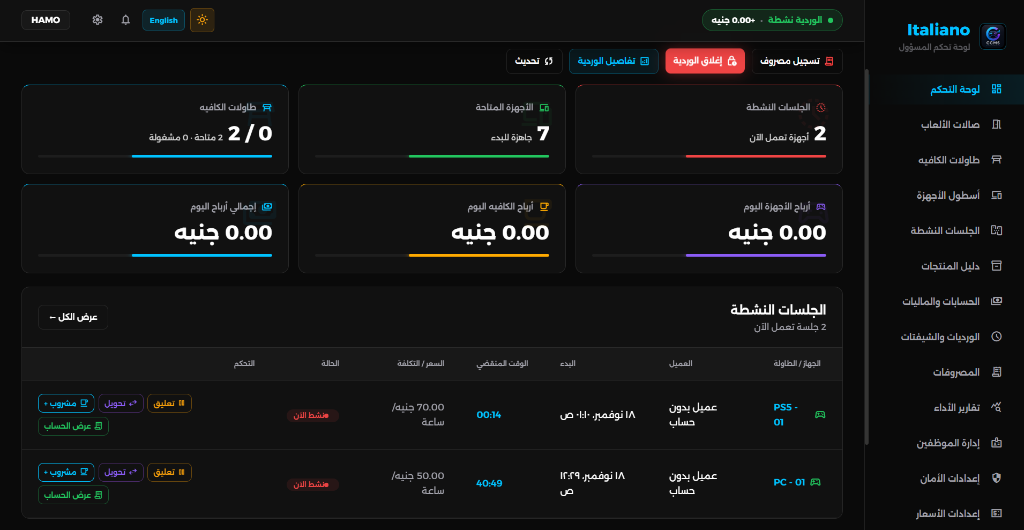 Italiano
لوحة تحكم المسؤول
لوحة التحكم
صالات الألعاب
طاولات الكافيه
أسطول الأجهزة
الجلسات النشطة
دليل المنتجات
الحسابات والماليات
الورديات والشيفتات
المصروفات
تقارير الأداء
إدارة الموظفين
إعدادات الأمان
إعدادات الأسعار
الوردية نشطة · +0.00 جنيه
English
HAMO
تسجيل مصروف
إغلاق الوردية
تفاصيل الوردية
تحديث
الجلسات النشطة
2 أجهزة تعمل الآن
الأجهزة المتاحة
7 جاهزة للبدء
طاولات الكافيه
2 / 0 2 متاحة · 0 مشغولة
أرباح الأجهزة اليوم
0.00 جنيه
أرباح الكافيه اليوم
0.00 جنيه
إجمالي أرباح اليوم
0.00 جنيه
الجلسات النشطة
2 جلسة تعمل الآن
عرض الكل ←
الجهاز / الطاولة
العميل
البدء
الوقت المنقضي
السعر / التكلفة
الحالة
التحكم
PS5 -
01
عميل بدون
حساب
١٨ نوفمبر، ٠١:١٠ ص
00:14
70.00 جنيه/
ساعة
نشط الآن
تعليق
تحويل
مشروب +
عرض الحساب
PC - 01
عميل بدون
حساب
١٨ نوفمبر، ١٢:٢٩
ص
40:49
50.00 جنيه/
ساعة
نشط الآن
تعليق
تحويل
مشروب +
عرض الحساب